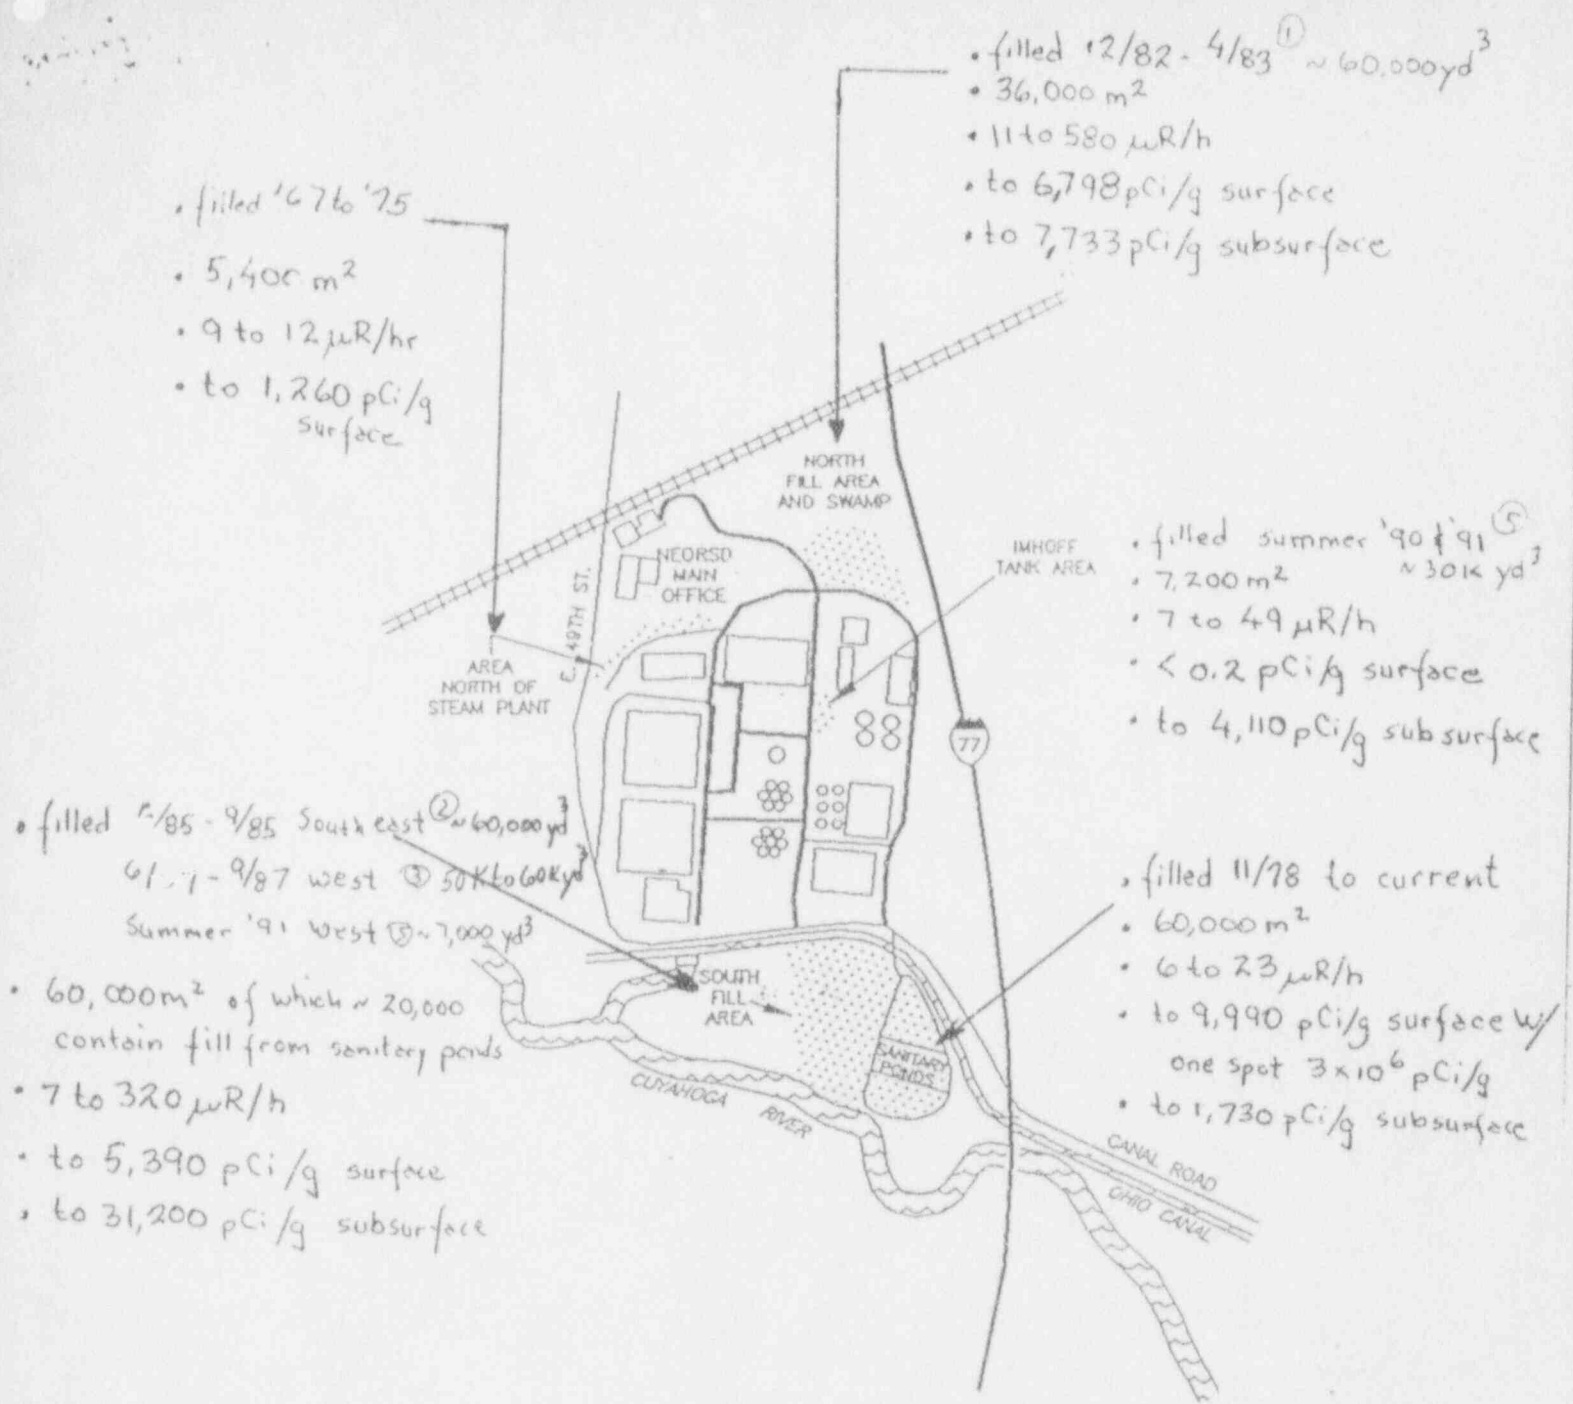 • filled 12/82 - 4/83 ① ~ 60,000 yd³
• 36,000 m²
• 11 to 580 μR/h
• to 6,798 pCi/g surface
• to 7,733 pCi/g subsurface
• filled '67 to '75
• 5,400 m²
• 9 to 12 μR/hr
• to 1,260 pCi/g
surface
NORTH
FILL AREA
AND SWAMP
NEORSD
MAIN
OFFICE
E. 49TH ST.
AREA
NORTH OF
STEAM PLANT
IMHOFF
TANK AREA
• filled summer '90 & '91 ⑤
~ 30K yd³
• 7,200 m²
• 7 to 49 μR/h
• < 0.2 pCi/g surface
• to 4,110 pCi/g subsurface
77
• filled /85 - 9/85 Southeast ② ~ 60,000 yd³
6/ - 9/87 west ③ 50K to 60K yd³
Summer '91 west ~ 7,000 yd³
• 60,000 m² of which ~ 20,000
contain fill from sanitary ponds
• 7 to 320 μR/h
• to 5,390 pCi/g surface
• to 31,200 pCi/g subsurface
SOUTH
FILL
AREA
SANITARY
PONDS
• filled 11/78 to current
• 60,000 m²
• 6 to 23 μR/h
• to 9,990 pCi/g surface w/
one spot 3 x 10⁶ pCi/g
• to 1,730 pCi/g subsurface
CUYAHOGA RIVER
CANAL ROAD
OHIO CANAL